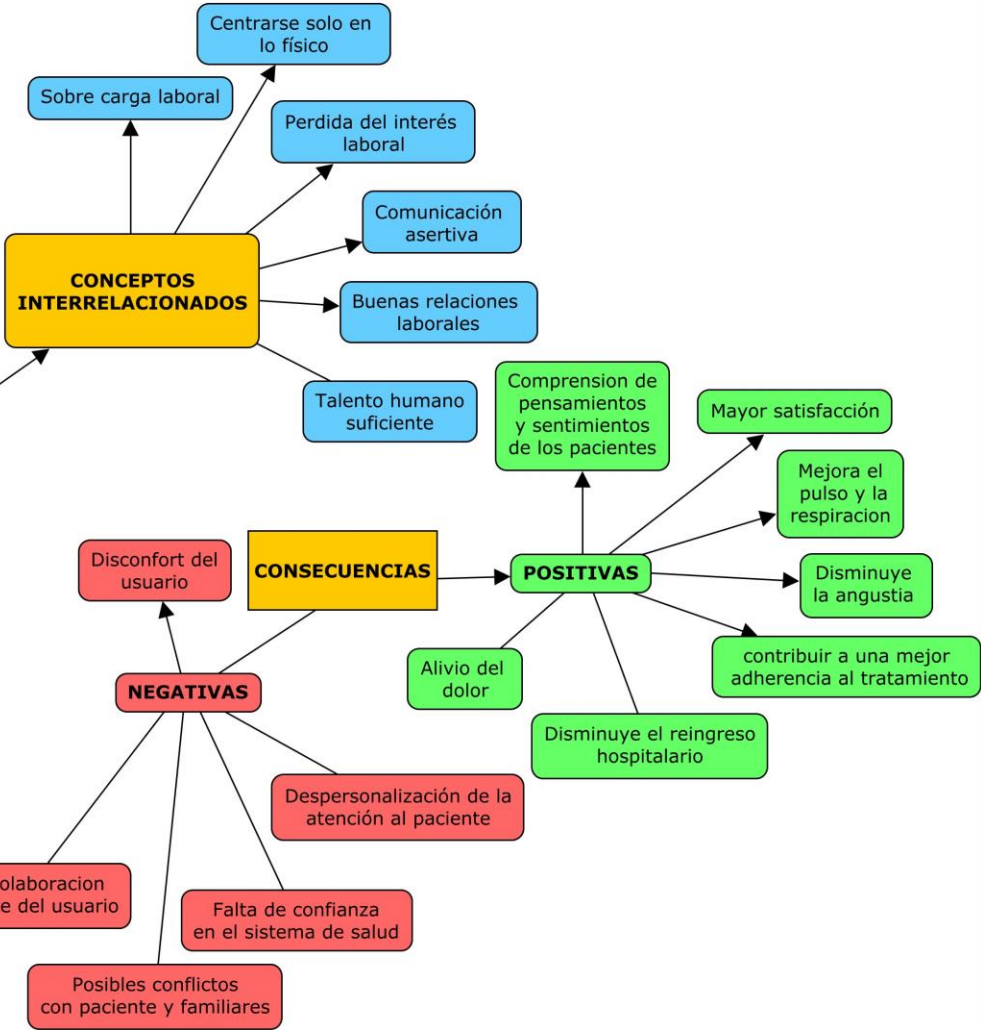 Centrarse solo en
lo físico
Sobre carga laboral
Perdida del interés
laboral
Comunicación
asertiva
CONCEPTOS
INTERRELACIONADOS
Buenas relaciones
laborales
Talento humano
suficiente
Comprension de
pensamientos
y sentimientos
de los pacientes
Mayor satisfacción
Mejora el
pulso y la
respiracion
Disconfort del
usuario
CONSECUENCIAS
POSITIVAS
Disminuye
la angustia
contribuir a una mejor
adherencia al tratamiento
Alivio del
dolor
NEGATIVAS
Disminuye el reingreso
hospitalario
Despersonalización de la
atención al paciente
olaboracion
e del usuario
Falta de confianza
en el sistema de salud
Posibles conflictos
con paciente y familiares